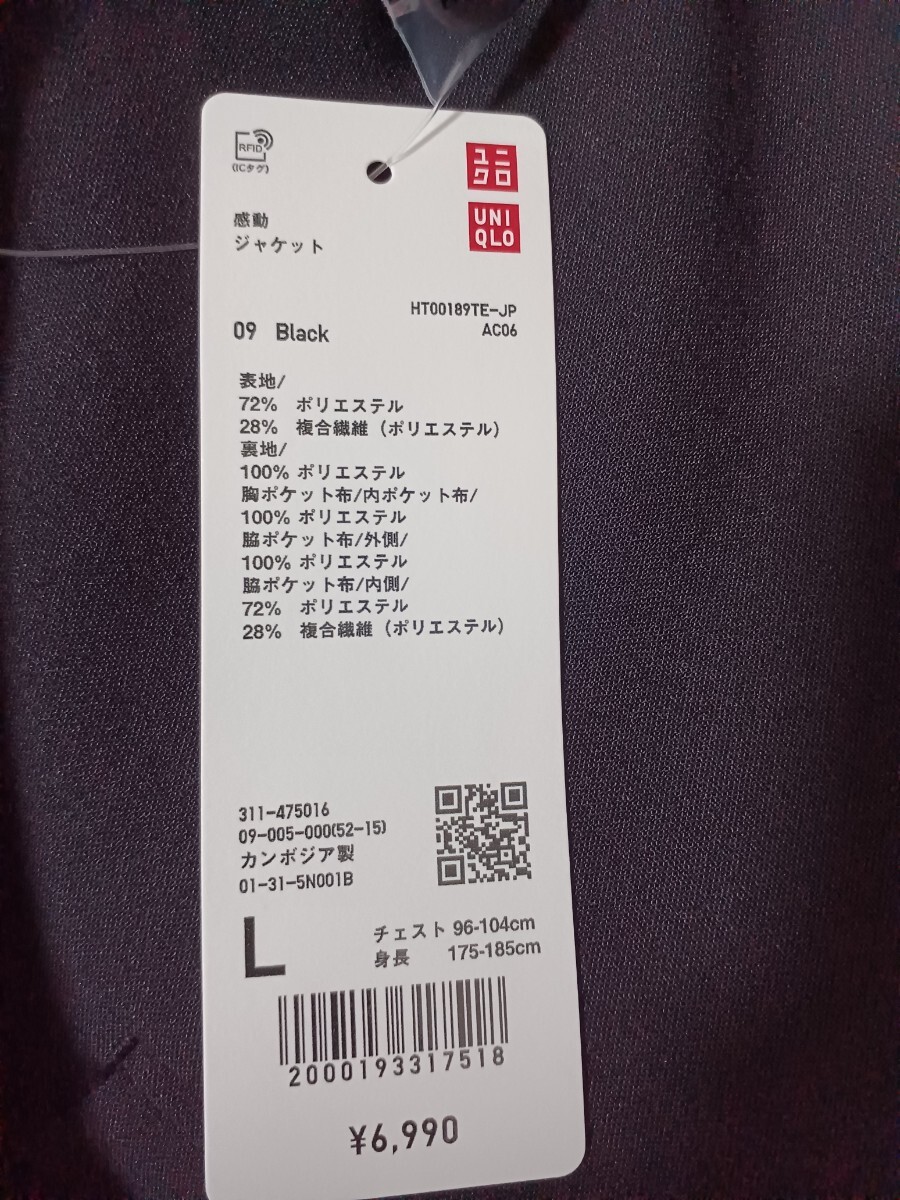 RFID
(ICタグ)
ユニ
クロ
UNI
QLO
感動
ジャケット
HT00189TE-JP
AC06
09 Black
表地/
72% ポリエステル
28% 複合繊維(ポリエステル)
裏地/
100% ポリエステル
胸ポケット布/内ポケット布/
100% ポリエステル
脇ポケット布/外側/
100% ポリエステル
脇ポケット布/内側/
72% ポリエステル
28% 複合繊維(ポリエステル)
311-475016
09-005-000(52-15)
カンボジア製
01-31-5N001B
L
チェスト 96-104cm
身長 175-185cm
2000193317518
¥6,990